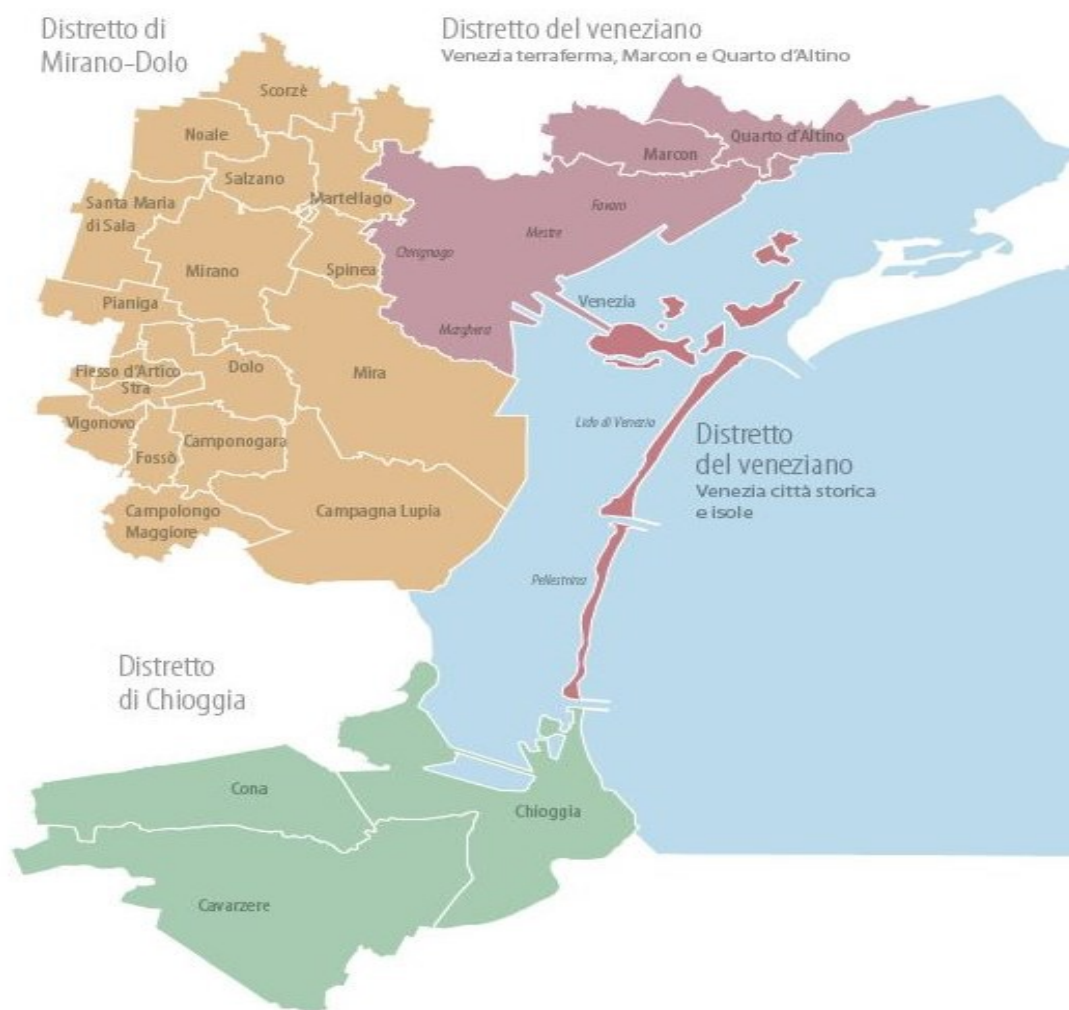 Distretto di
Mirano-Dolo
Distretto del veneziano
Venezia terraferma, Marcon e Quarto d'Altino
Scorzè
Noale
Quarto d'Altino
Marcon
Salzano
Martellago
Santa Maria
di Sala
Favaro
Mestre
Chirignago
Mirano
Spinea
Pianiga
Venezia
Marghera
Dolo
Mira
Fiesso d'Artico
Stra
Vigonovo
Lido di Venezia
Camponogara
Fossò
Distretto
del veneziano
Venezia città storica
e isole
Campolongo
Maggiore
Campagna Lupia
Pellestrina
Distretto
di Chioggia
Cona
Chioggia
Cavarzere